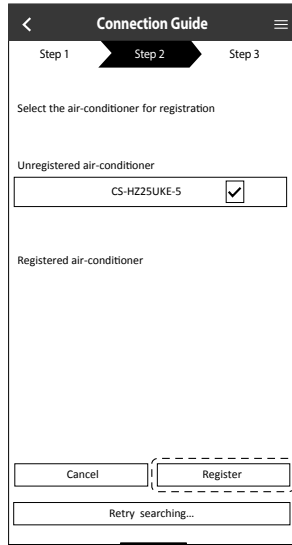 Connection Guide
Step 1 Step 2 Step 3
Select the air-conditioner for registration
Unregistered air-conditioner
CS-HZ25UKE-5
Registered air-conditioner
Cancel Register
Retry searching...